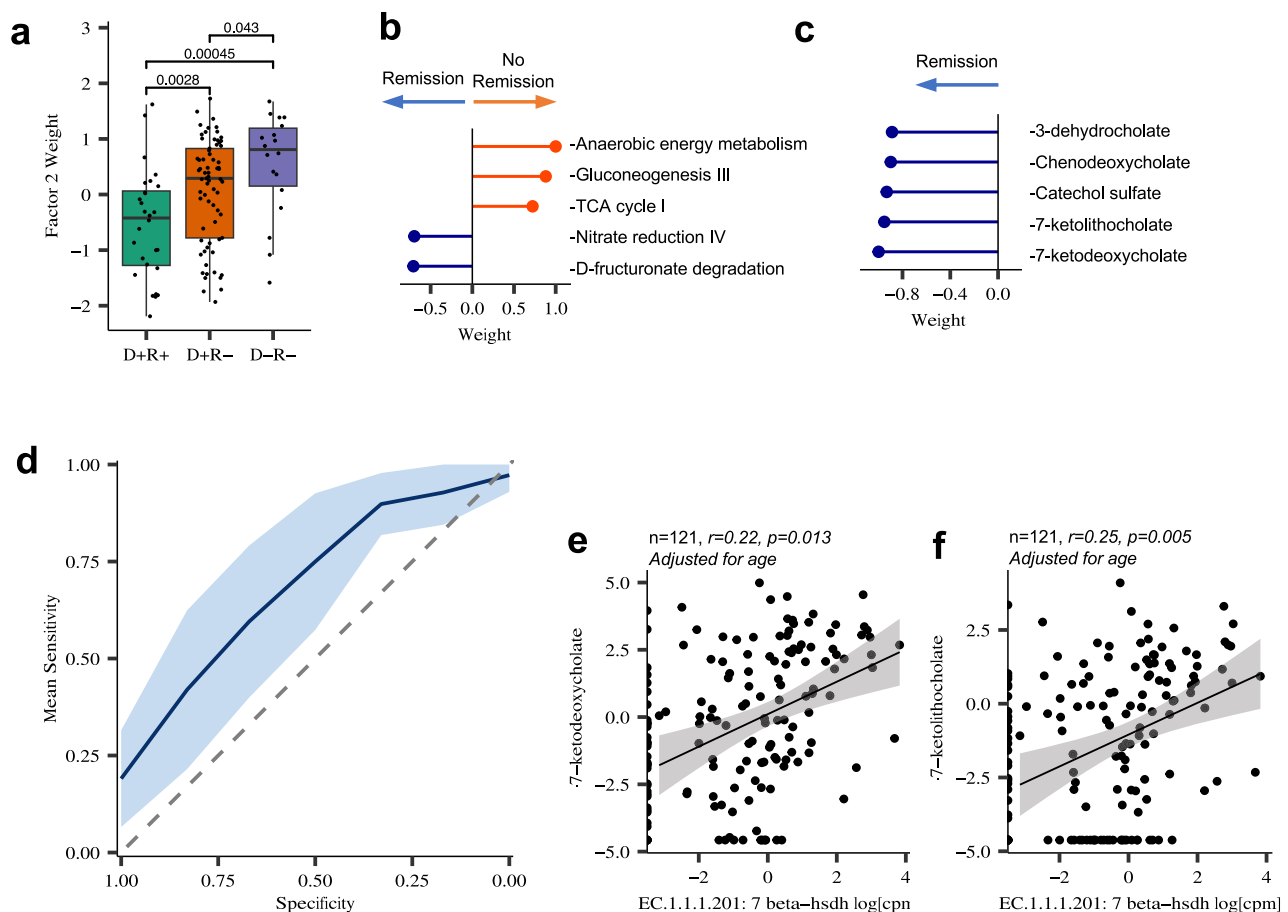 a
Factor 2 Weight
3
2
1
0
−1
−2
0.043
0.00045
0.0028
D+R+
D+R−
D−R−
b
Remission
No
Remission
-Anaerobic energy metabolism
-Gluconeogenesis III
-TCA cycle I
-Nitrate reduction IV
-D-fructuronate degradation
−0.5
0.0
0.5
1.0
Weight
c
Remission
-3-dehydrocholate
-Chenodeoxycholate
-Catechol sulfate
-7-ketolithocholate
-7-ketodeoxycholate
−0.8
−0.4
0.0
Weight
d
Mean Sensitivity
1.00
0.75
0.50
0.25
0.00
1.00
0.75
0.50
0.25
0.00
Specificity
e
n=121, r=0.22, p=0.013
Adjusted for age
7−ketodeoxycholate
5.0
2.5
0.0
−2.5
−5.0
−2
0
2
4
EC.1.1.1.201: 7 beta−hsdh log[cpn
f
n=121, r=0.25, p=0.005
Adjusted for age
7−ketolithocholate
5.0
2.5
0.0
−2.5
−5.0
−2
0
2
4
EC.1.1.1.201: 7 beta−hsdh log[cpm]